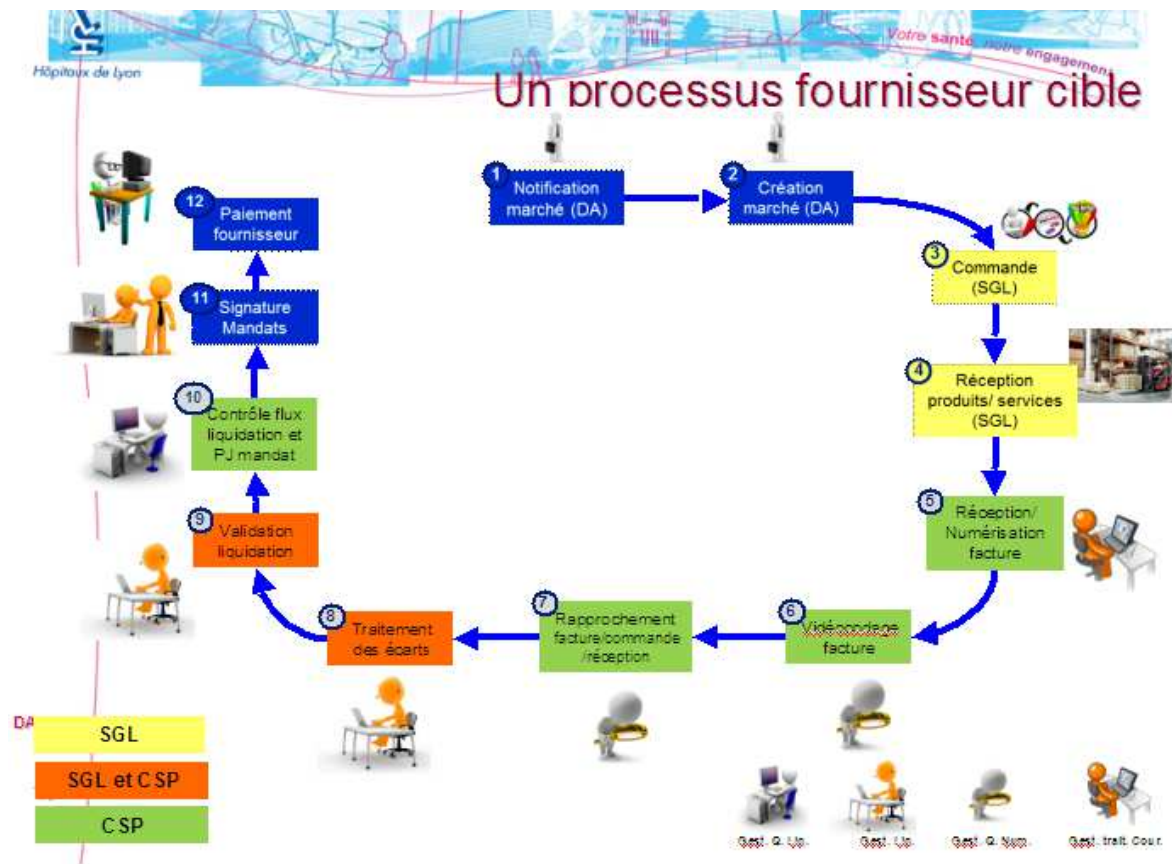 Votre santé, notre engagement
Hôpitaux de Lyon
Un processus fournisseur cible
1
Notification
marché (DA)
2
Création
marché (DA)
3
Commande
(SGL)
4
Réception
produits/ services
(SGL)
5
Réception/
Numérisation
facture
6
Vidéocodage
facture
7
Rapprochement
facture/commande
/réception
8
Traitement
des écarts
9
Validation
liquidation
10
Contrôle flux
liquidation et
PJ mandat
11
Signature
Mandats
12
Paiement
fournisseur
DA
SGL
SGL et CSP
CSP
Gest. Q. Liq.
Gest. Liq.
Gest. Q. Num.
Gest. trait. Cour.